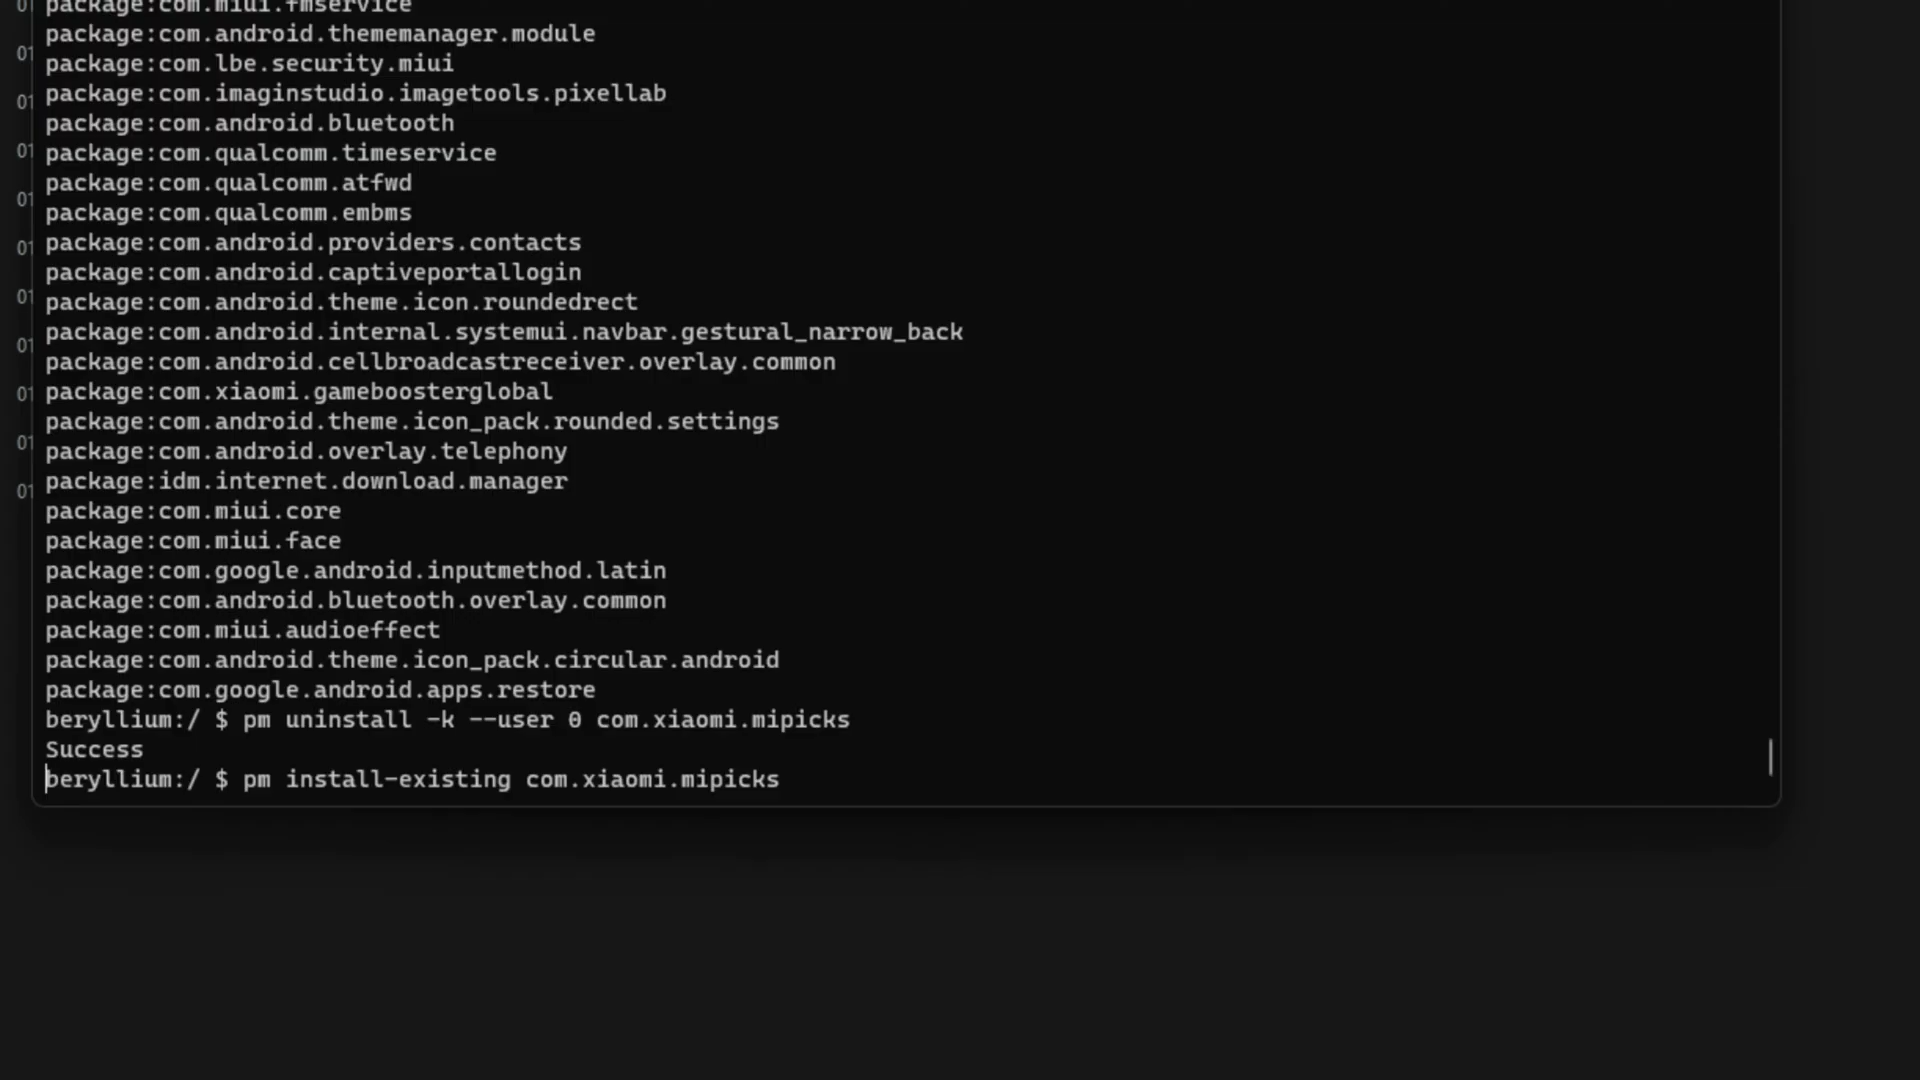 package:com.miui.fmservice
package:com.android.thememanager.module
package:com.lbe.security.miui
package:com.imaginstudio.imagetools.pixellab
package:com.android.bluetooth
package:com.qualcomm.timeservice
package:com.qualcomm.atfwd
package:com.qualcomm.embms
package:com.android.providers.contacts
package:com.android.captiveportallogin
package:com.android.theme.icon.roundedrect
package:com.android.internal.systemui.navbar.gestural_narrow_back
package:com.android.cellbroadcastreceiver.overlay.common
package:com.xiaomi.gameboosterglobal
package:com.android.theme.icon_pack.rounded.settings
package:com.android.overlay.telephony
package:idm.internet.download.manager
package:com.miui.core
package:com.miui.face
package:com.google.android.inputmethod.latin
package:com.android.bluetooth.overlay.common
package:com.miui.audioeffect
package:com.android.theme.icon_pack.circular.android
package:com.google.android.apps.restore
beryllium:/ $ pm uninstall -k --user 0 com.xiaomi.mipicks
Success
beryllium:/ $ pm install-existing com.xiaomi.mipicks